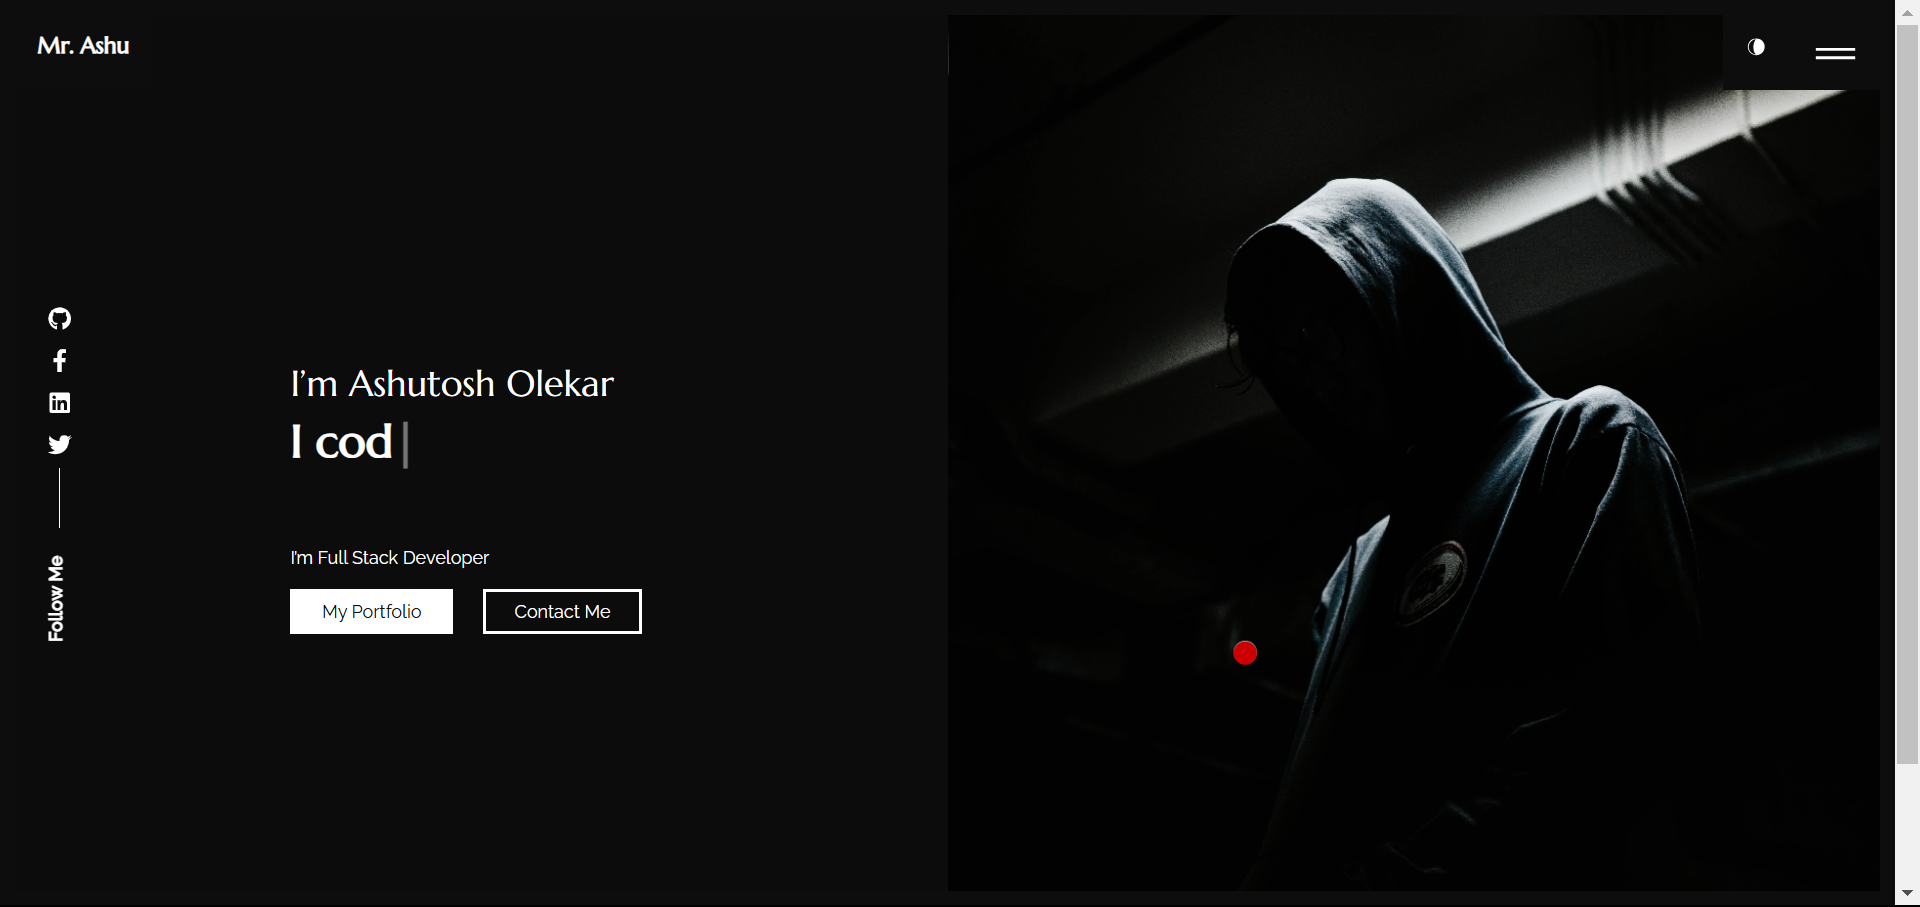 Mr. Ashu
I’m Ashutosh Olekar
I cod
I'm Full Stack Developer
My Portfolio
Contact Me
Follow Me